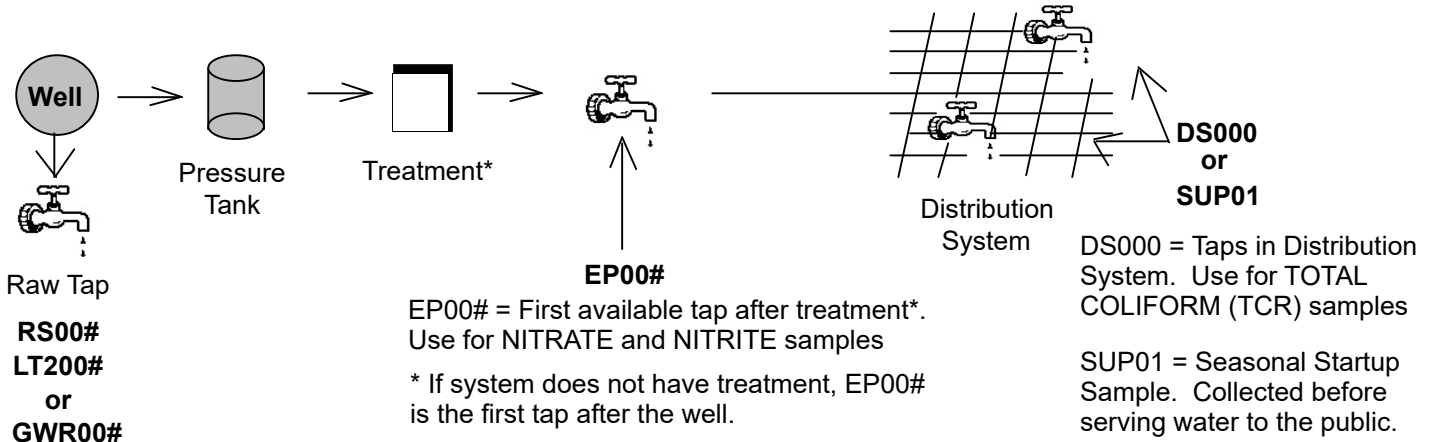 Well
Raw Tap
RS00#
LT200#
or
GWR00#
Pressure
Tank
Treatment*
EP00#
EP00# = First available tap after treatment*.
Use for NITRATE and NITRITE samples
* If system does not have treatment, EP00#
is the first tap after the well.
Distribution
System
DS000
or
SUP01
DS000 = Taps in Distribution
System. Use for TOTAL
COLIFORM (TCR) samples
SUP01 = Seasonal Startup
Sample. Collected before
serving water to the public.